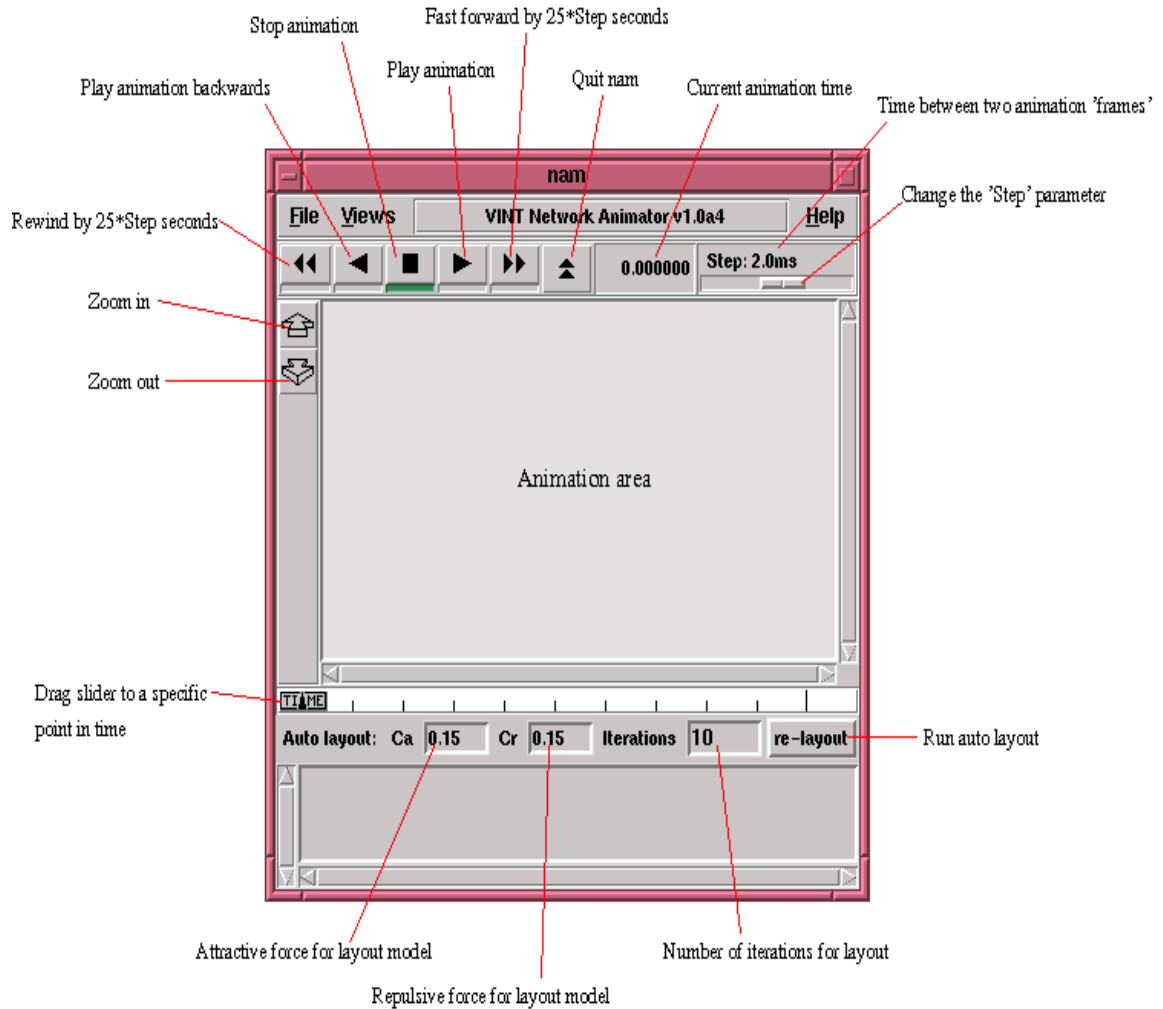 Fast forward by 25*Step seconds
Stop animation
Play animation
Quit nam
Play animation backwards
Current animation time
Time between two animation 'frames'
nam
Change the 'Step' parameter
File Views VINT Network Animator v1.0a4 Help
Rewind by 25*Step seconds
0.000000 Step: 2.0ms
Zoom in
Zoom out
Animation area
Drag slider to a specific
point in time
TIME
Auto layout: Ca 0.15 Cr 0.15 Iterations 10 re-layout
Run auto layout
Attractive force for layout model
Number of iterations for layout
Repulsive force for layout model